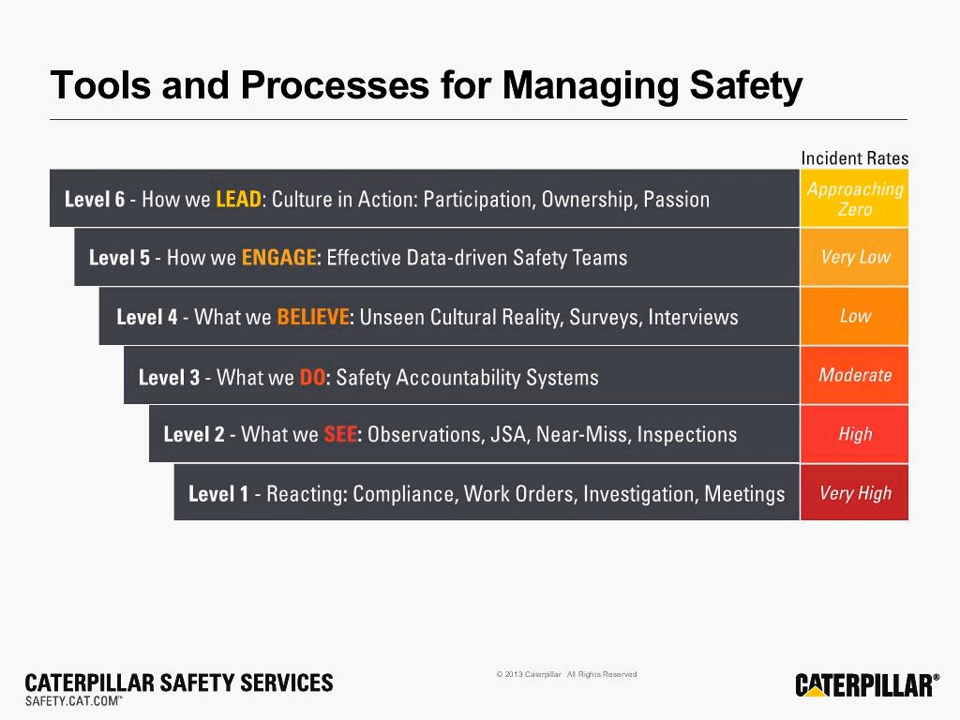 Tools and Processes for Managing Safety
Incident Rates
Level 6 - How we LEAD: Culture in Action: Participation, Ownership, Passion
Approaching
Zero
Level 5 - How we ENGAGE: Effective Data-driven Safety Teams
Very Low
Level 4 - What we BELIEVE: Unseen Cultural Reality, Surveys, Interviews
Low
Level 3 - What we DO: Safety Accountability Systems
Moderate
Level 2 - What we SEE: Observations, JSA, Near-Miss, Inspections
High
Level 1 - Reacting: Compliance, Work Orders, Investigation, Meetings
Very High
CATERPILLAR SAFETY SERVICES
SAFETY.CAT.COM™
© 2013 Caterpillar All Rights Reserved
CATERPILLAR®